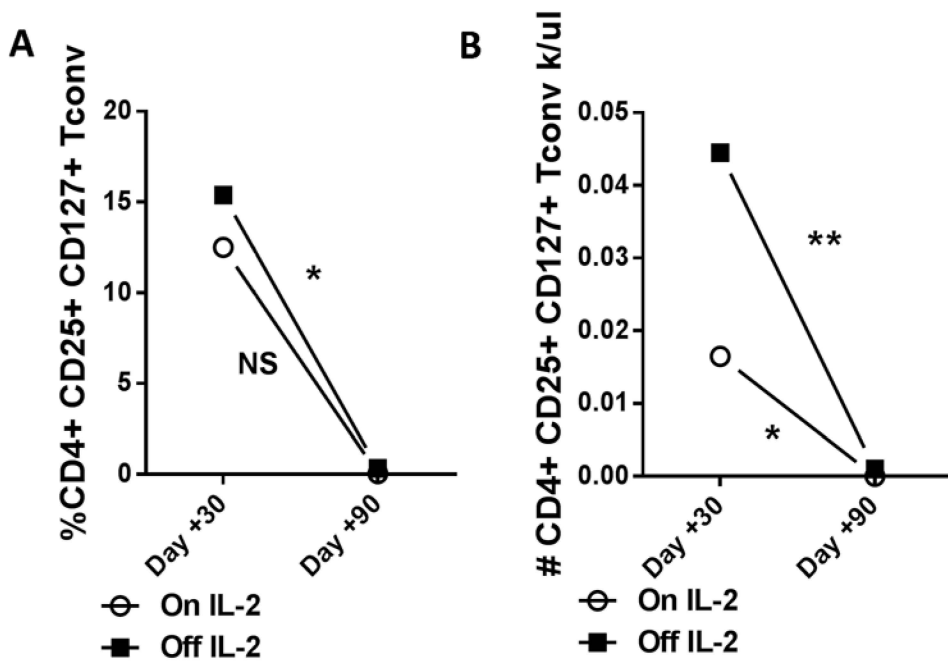 A
%CD4+ CD25+ CD127+ Tconv
20
15
10
5
0
*
NS
Day +30
Day +90
On IL-2
Off IL-2
B
# CD4+ CD25+ CD127+ Tconv k/ul
0.05
0.04
0.03
0.02
0.01
0.00
**
*
Day +30
Day +90
On IL-2
Off IL-2